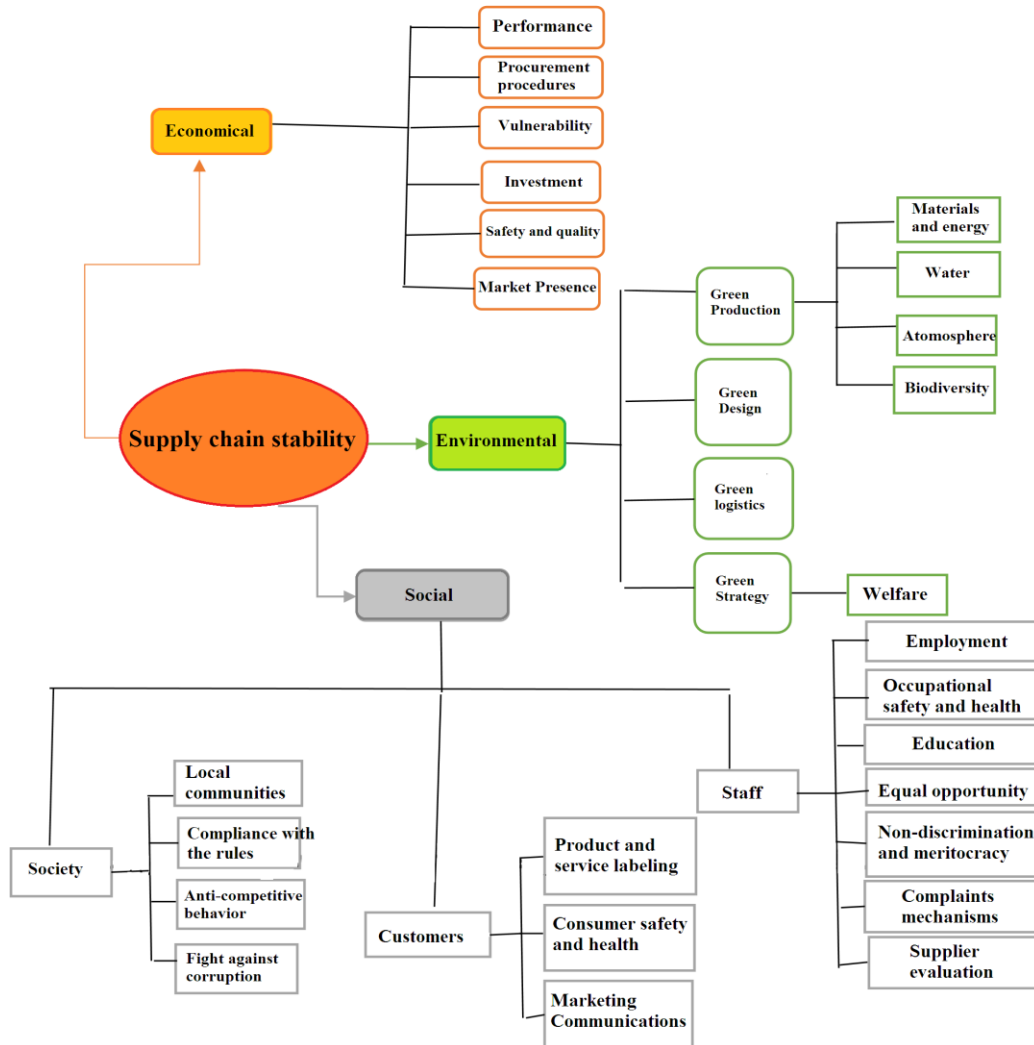 Performance
Procurement
procedures
Economical
Vulnerability
Investment
Safety and quality
Market Presence
Supply chain stability
Environmental
Green
Production
Materials
and energy
Water
Atomosphere
Biodiversity
Green
Design
Green
logistics
Green
Strategy
Welfare
Social
Society
Local
communities
Compliance with
the rules
Anti-competitive
behavior
Fight against
corruption
Customers
Product and
service labeling
Consumer safety
and health
Marketing
Communications
Staff
Employment
Occupational
safety and health
Education
Equal opportunity
Non-discrimination
and meritocracy
Complaints
mechanisms
Supplier
evaluation